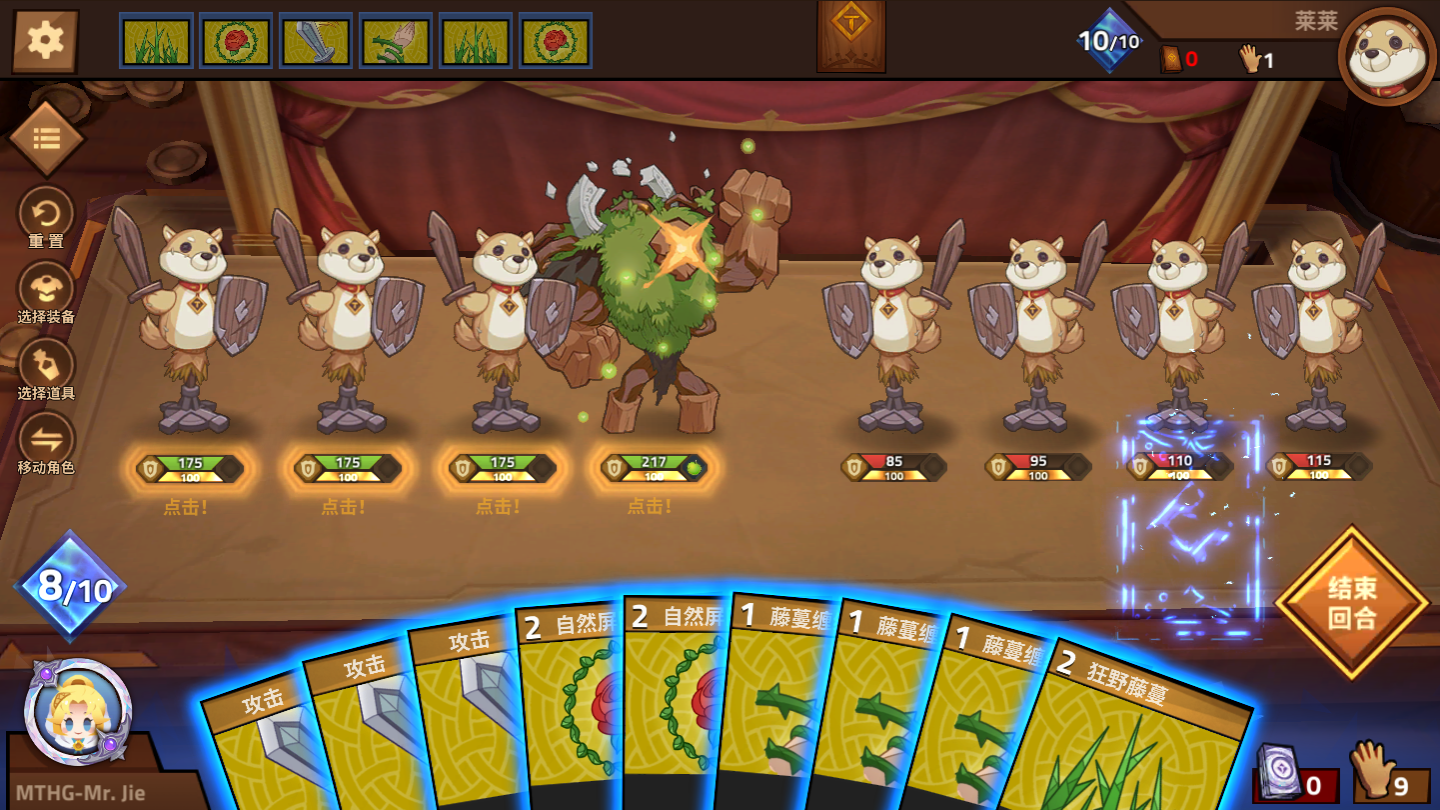 10/10
0
1
莱莱
重置
选择装备
选择道具
移动角色
175
100
175
100
175
100
217
100
85
100
95
100
110
100
115
100
点击!
点击!
点击!
点击!
8/10
结束
回合
攻击
攻击
攻击
2 自然屏
2 自然屏
1 藤蔓缠
1 藤蔓缠
1 藤蔓缠
2 狂野藤蔓
MTHG-Mr. Jie
0
9